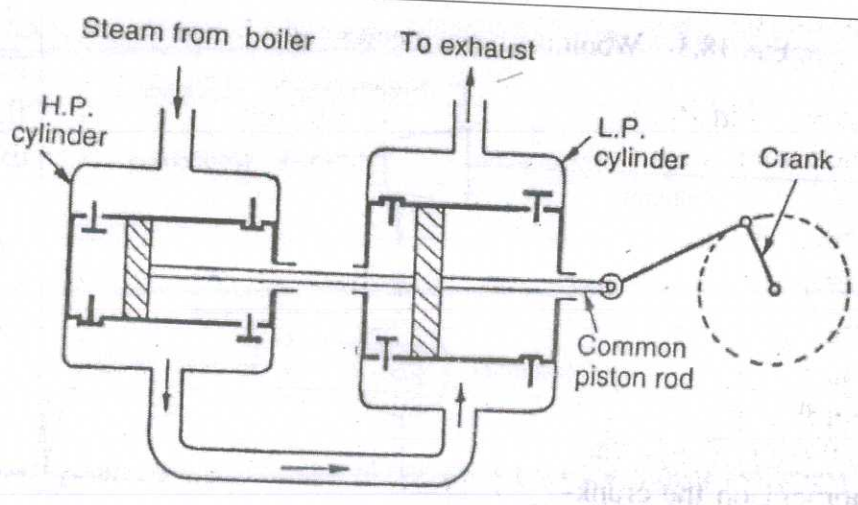 Steam from boiler
To exhaust
H.P.
cylinder
L.P.
cylinder
Crank
Common
piston rod